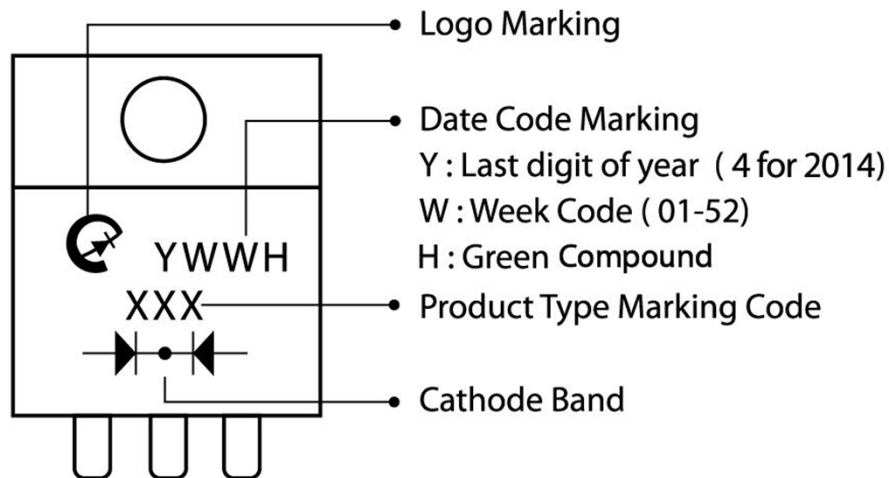 Logo Marking
Date Code Marking
Y : Last digit of year ( 4 for 2014)
W : Week Code ( 01-52)
H : Green Compound
YWWH
XXX
Product Type Marking Code
Cathode Band